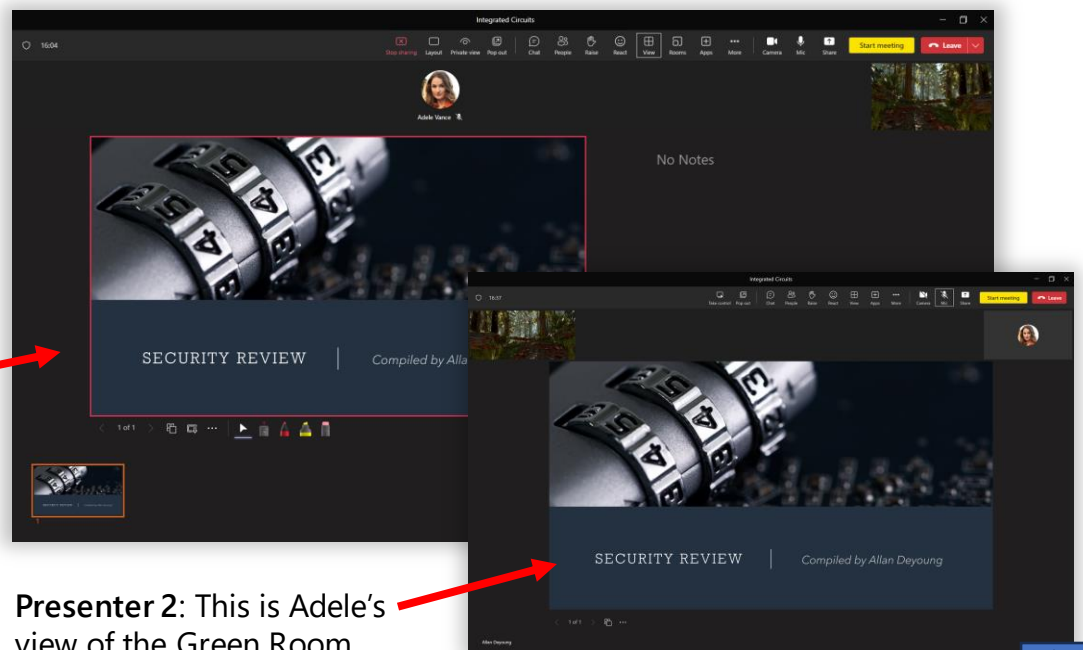 Integrated Circuits
16:04
Stop sharing Layout Private view Pop out Chat People Raise React View Rooms Apps More Camera Mic Share Start meeting Leave
Adele Vance
No Notes
SECURITY REVIEW | Compiled by Alla
1 of 1
1
Integrated Circuits
16:37
Take control Pop out Chat People Raise React View Apps More Camera Mic Share Start meeting Leave
SECURITY REVIEW | Compiled by Allan Deyoung
1 of 1
Allan Deyoung
Presenter 2: This is Adele's
view of the Green Room